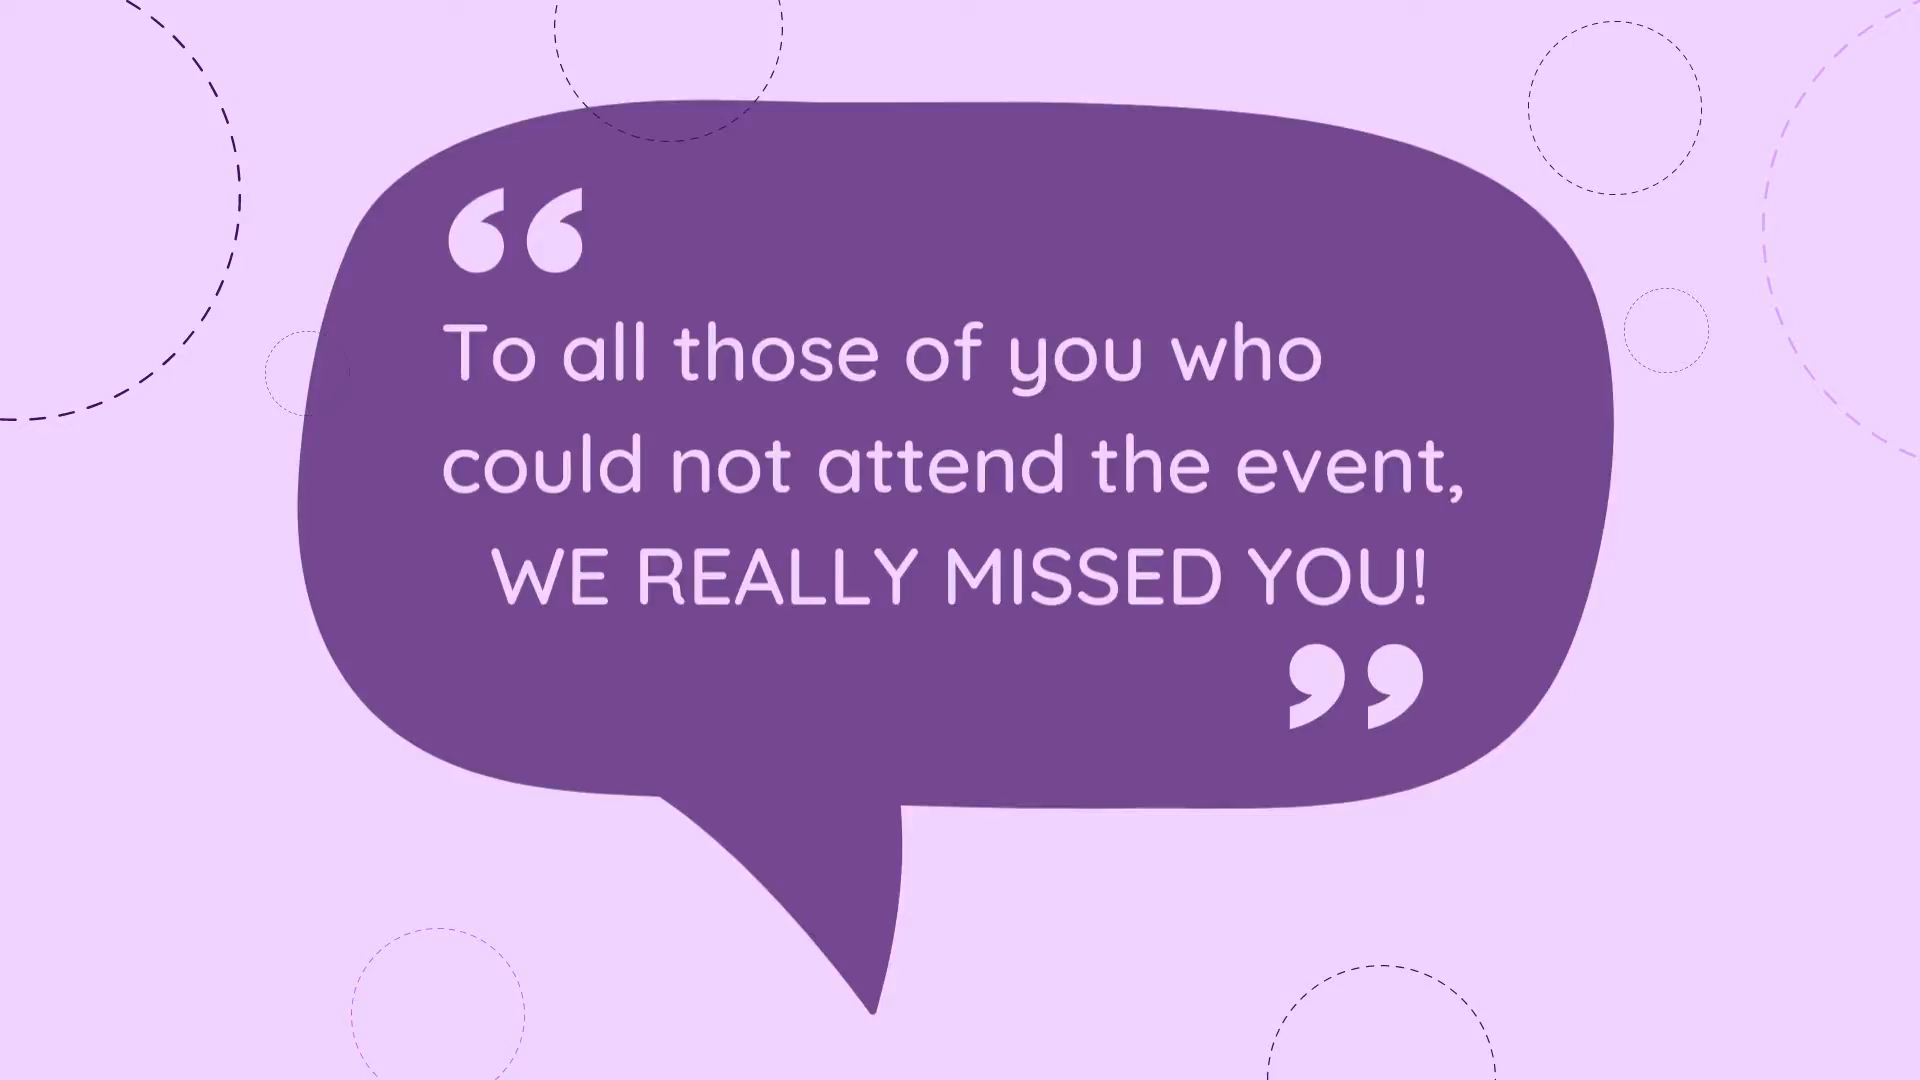 “
To all those of you who
could not attend the event,
WE REALLY MISSED YOU!
”